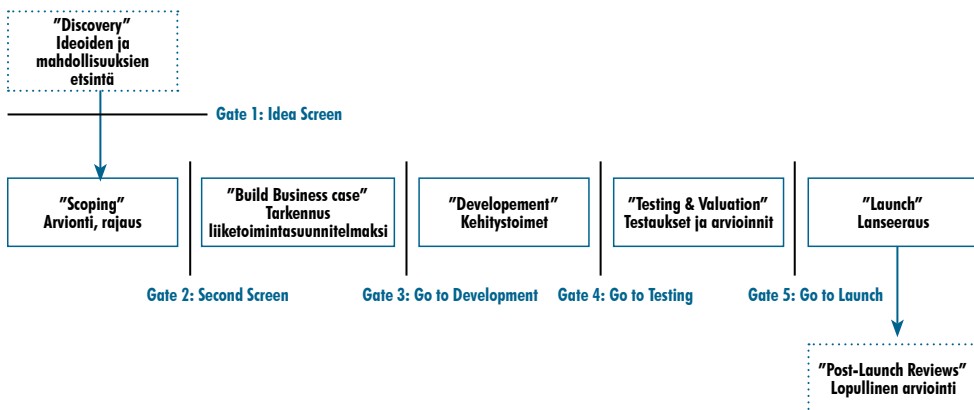 ”Discovery”
Ideoiden ja
mahdollisuuksien
etsintä
Gate 1: Idea Screen
”Scoping”
Arvionti, rajaus
”Build Business case”
Tarkennus
liiketoimintasuunnitelmaksi
”Developement”
Kehitystoimet
”Testing & Valuation”
Testaukset ja arvioinnit
”Launch”
Lanseeraus
Gate 2: Second Screen
Gate 3: Go to Development
Gate 4: Go to Testing
Gate 5: Go to Launch
”Post-Launch Reviews”
Lopullinen arviointi